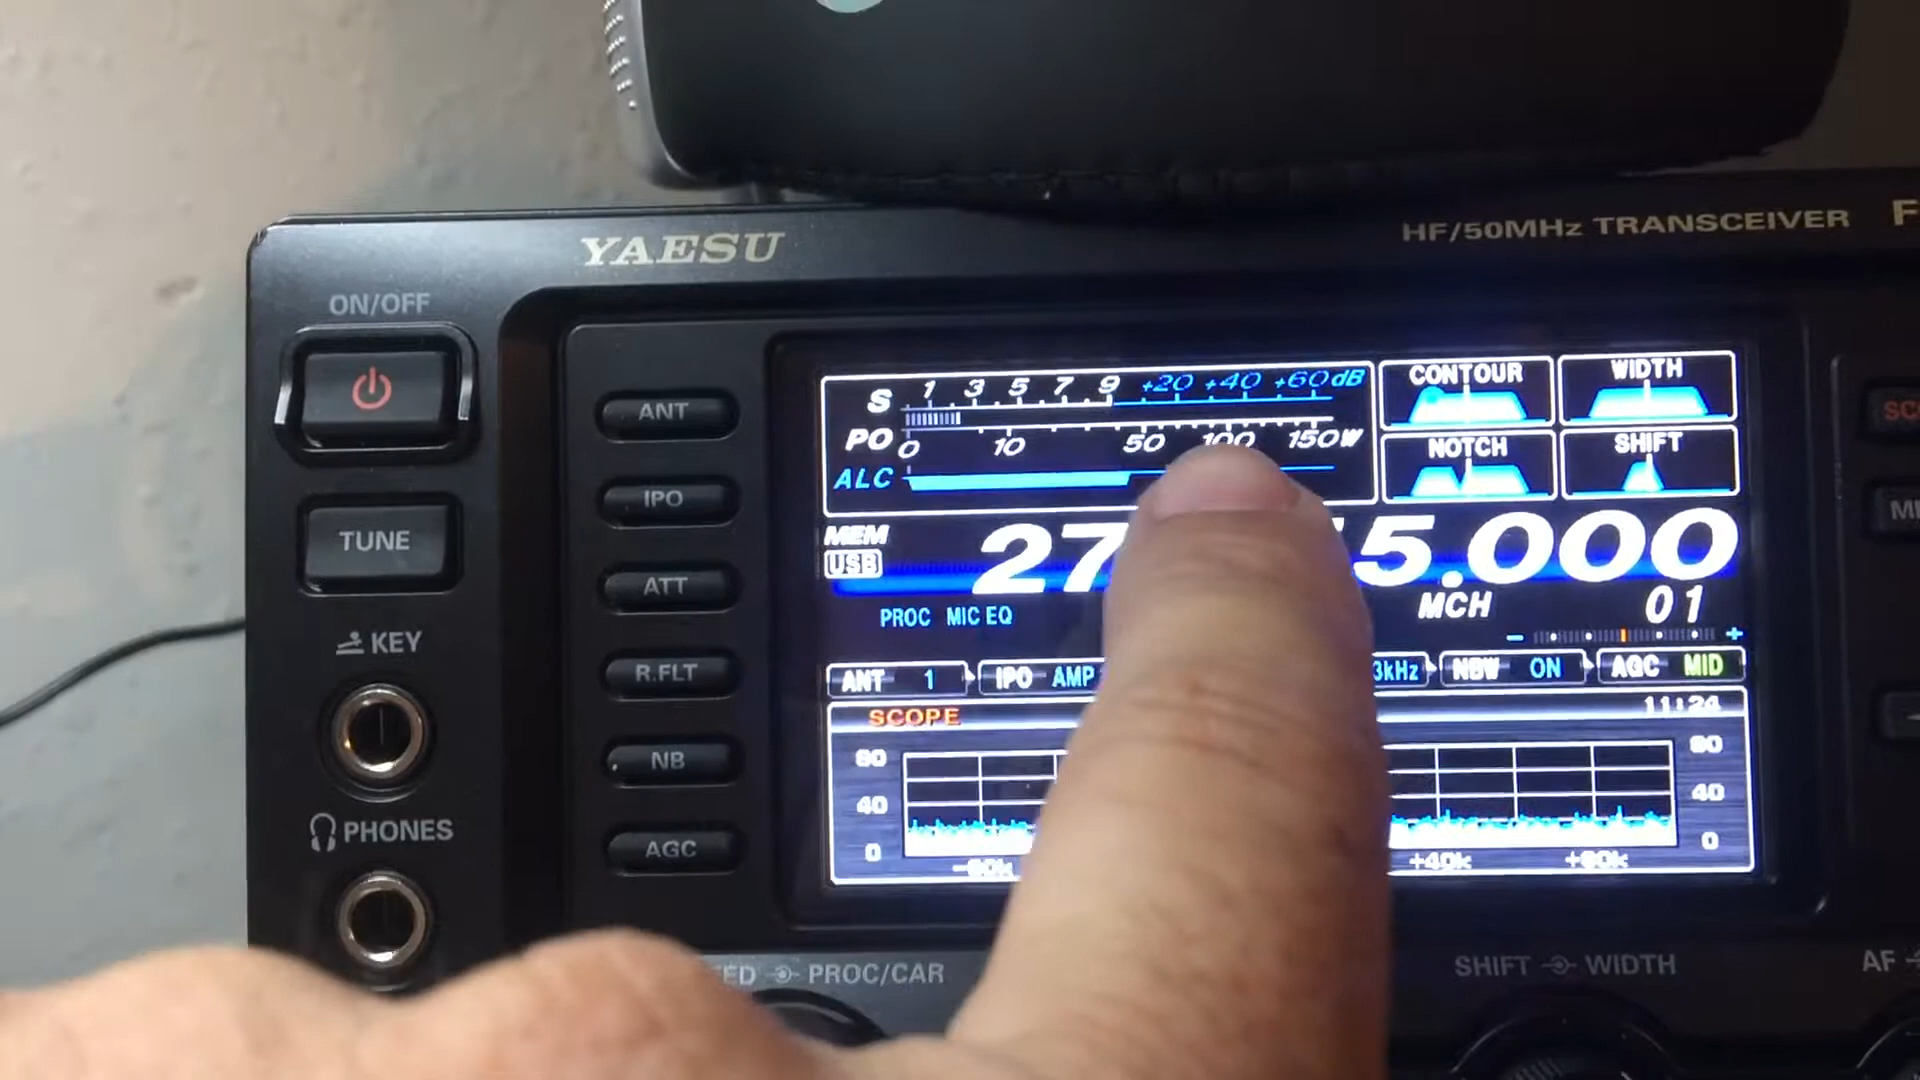 HF/50MHz TRANSCEIVER F
YAESU
ON/OFF
TUNE
KEY
PHONES
ANT
IPO
ATT
R.FLT
NB
AGC
S 1 3 5 7 9 +20 +40 +60dB
PO 0 10 50 100 150W
ALC
CONTOUR
WIDTH
NOTCH
SHIFT
MEM
USB
27 5.000
PROC MIC EQ
MCH 01
- +
ANT 1
IPO AMP
3kHz
NBW ON
AGC MID
SCOPE
11:24
80 80
40 40
0 0
+40k +80k
PROC/CAR
SHIFT WIDTH
AF